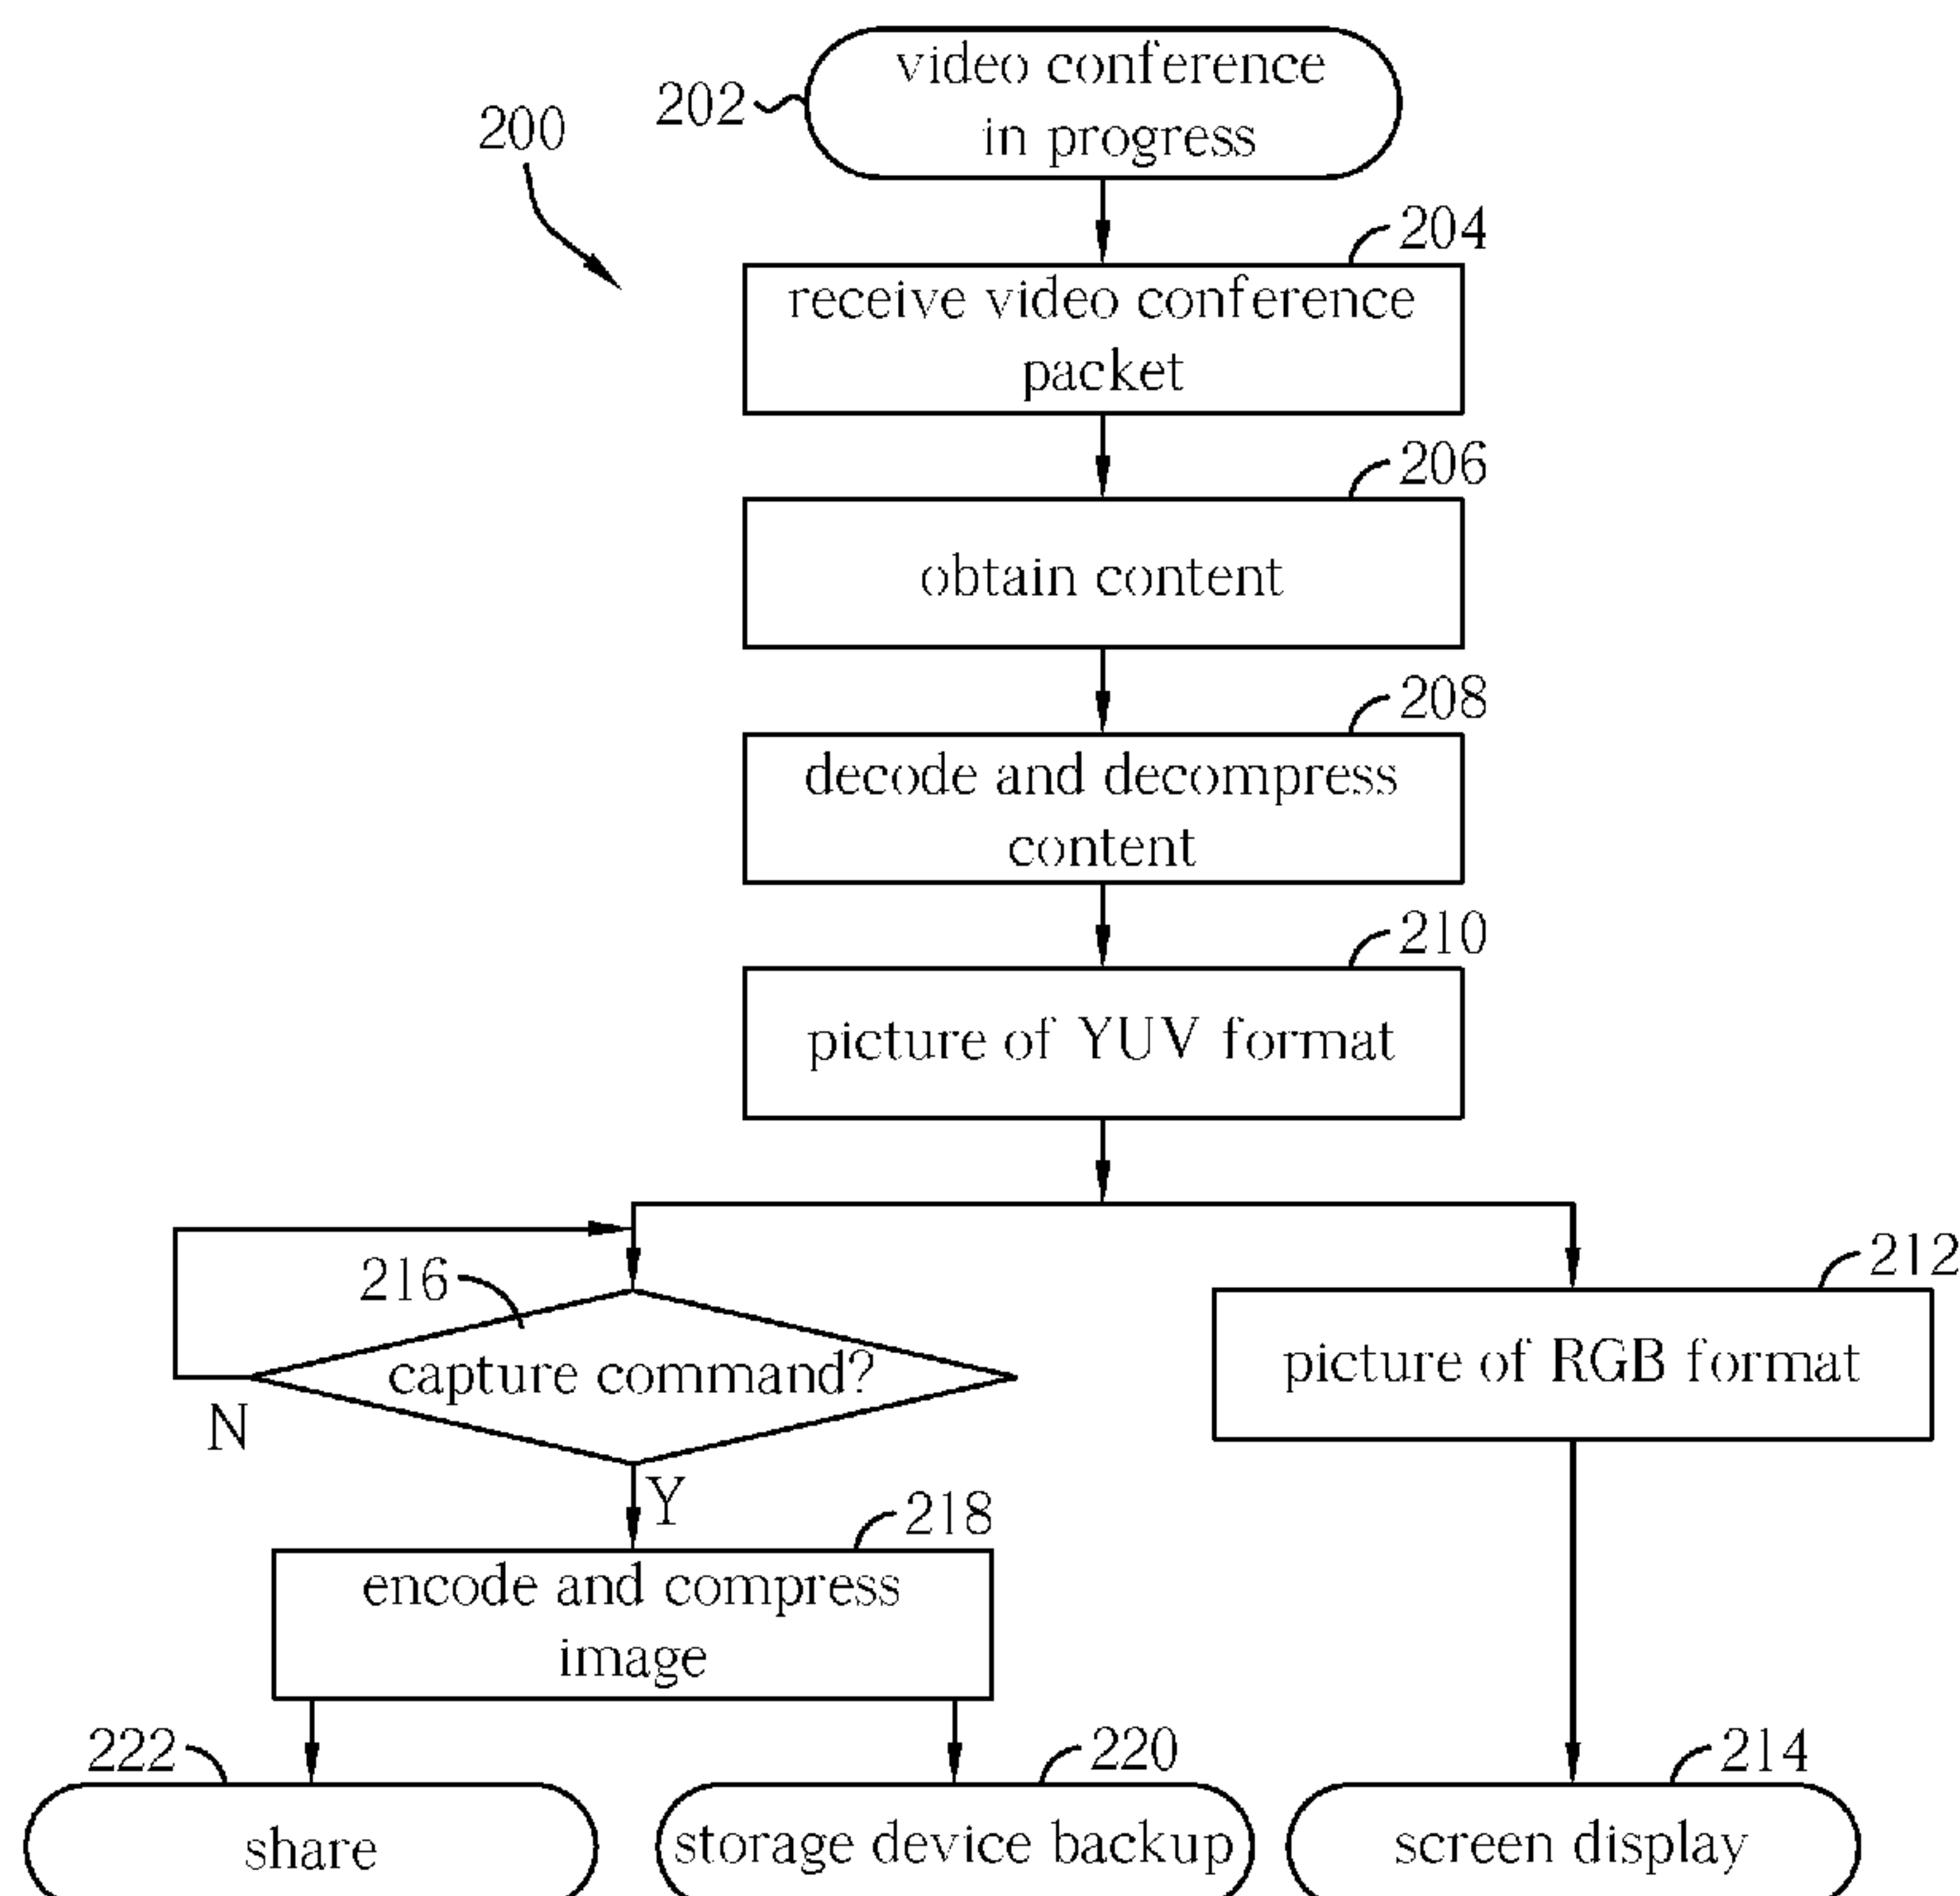 200
202
video conference
in progress
204
receive video conference
packet
206
obtain content
208
decode and decompress
content
210
picture of YUV format
216
capture command?
N
Y
212
picture of RGB format
218
encode and compress
image
222
share
220
storage device backup
214
screen display